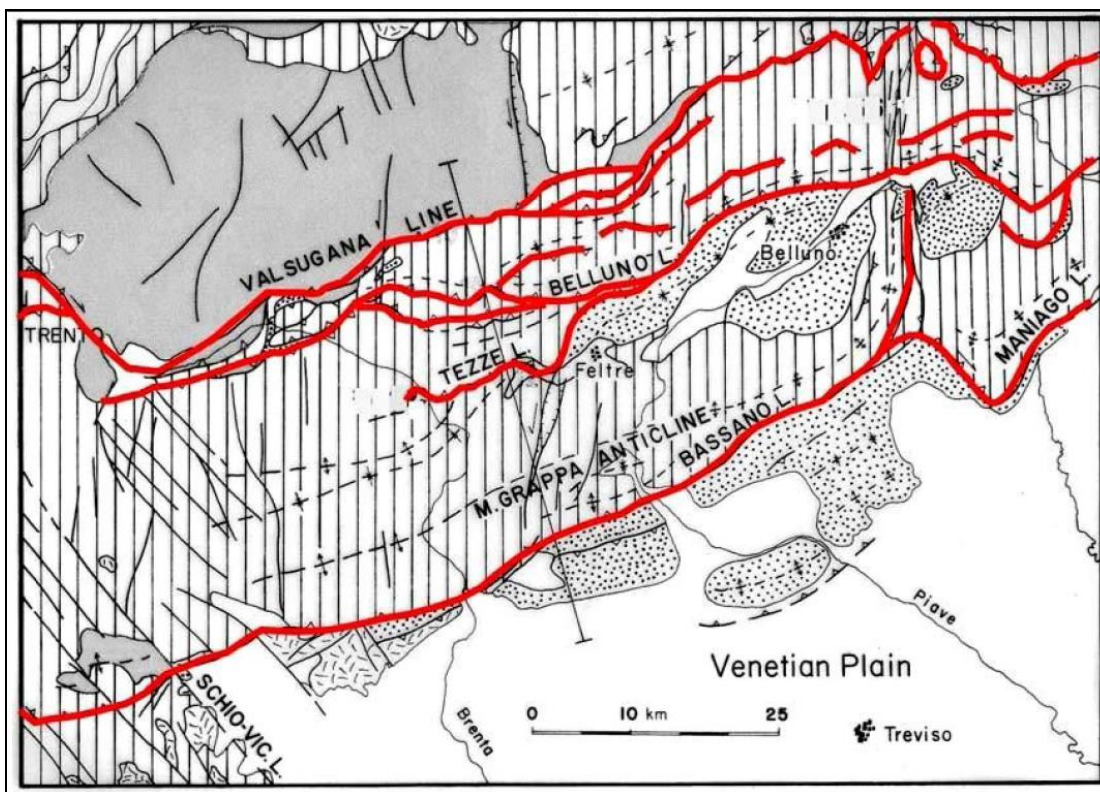 VALSUGANA LINE
BELLUNO L.
Belluno
TRENTO
TEZZE L.
Feltre
MANIAGO L.
M. GRAPPA ANTICLINE
BASSANO L.
SCHIO-VIC. L.
Brenta
Piave
Venetian Plain
0 10 km 25
Treviso